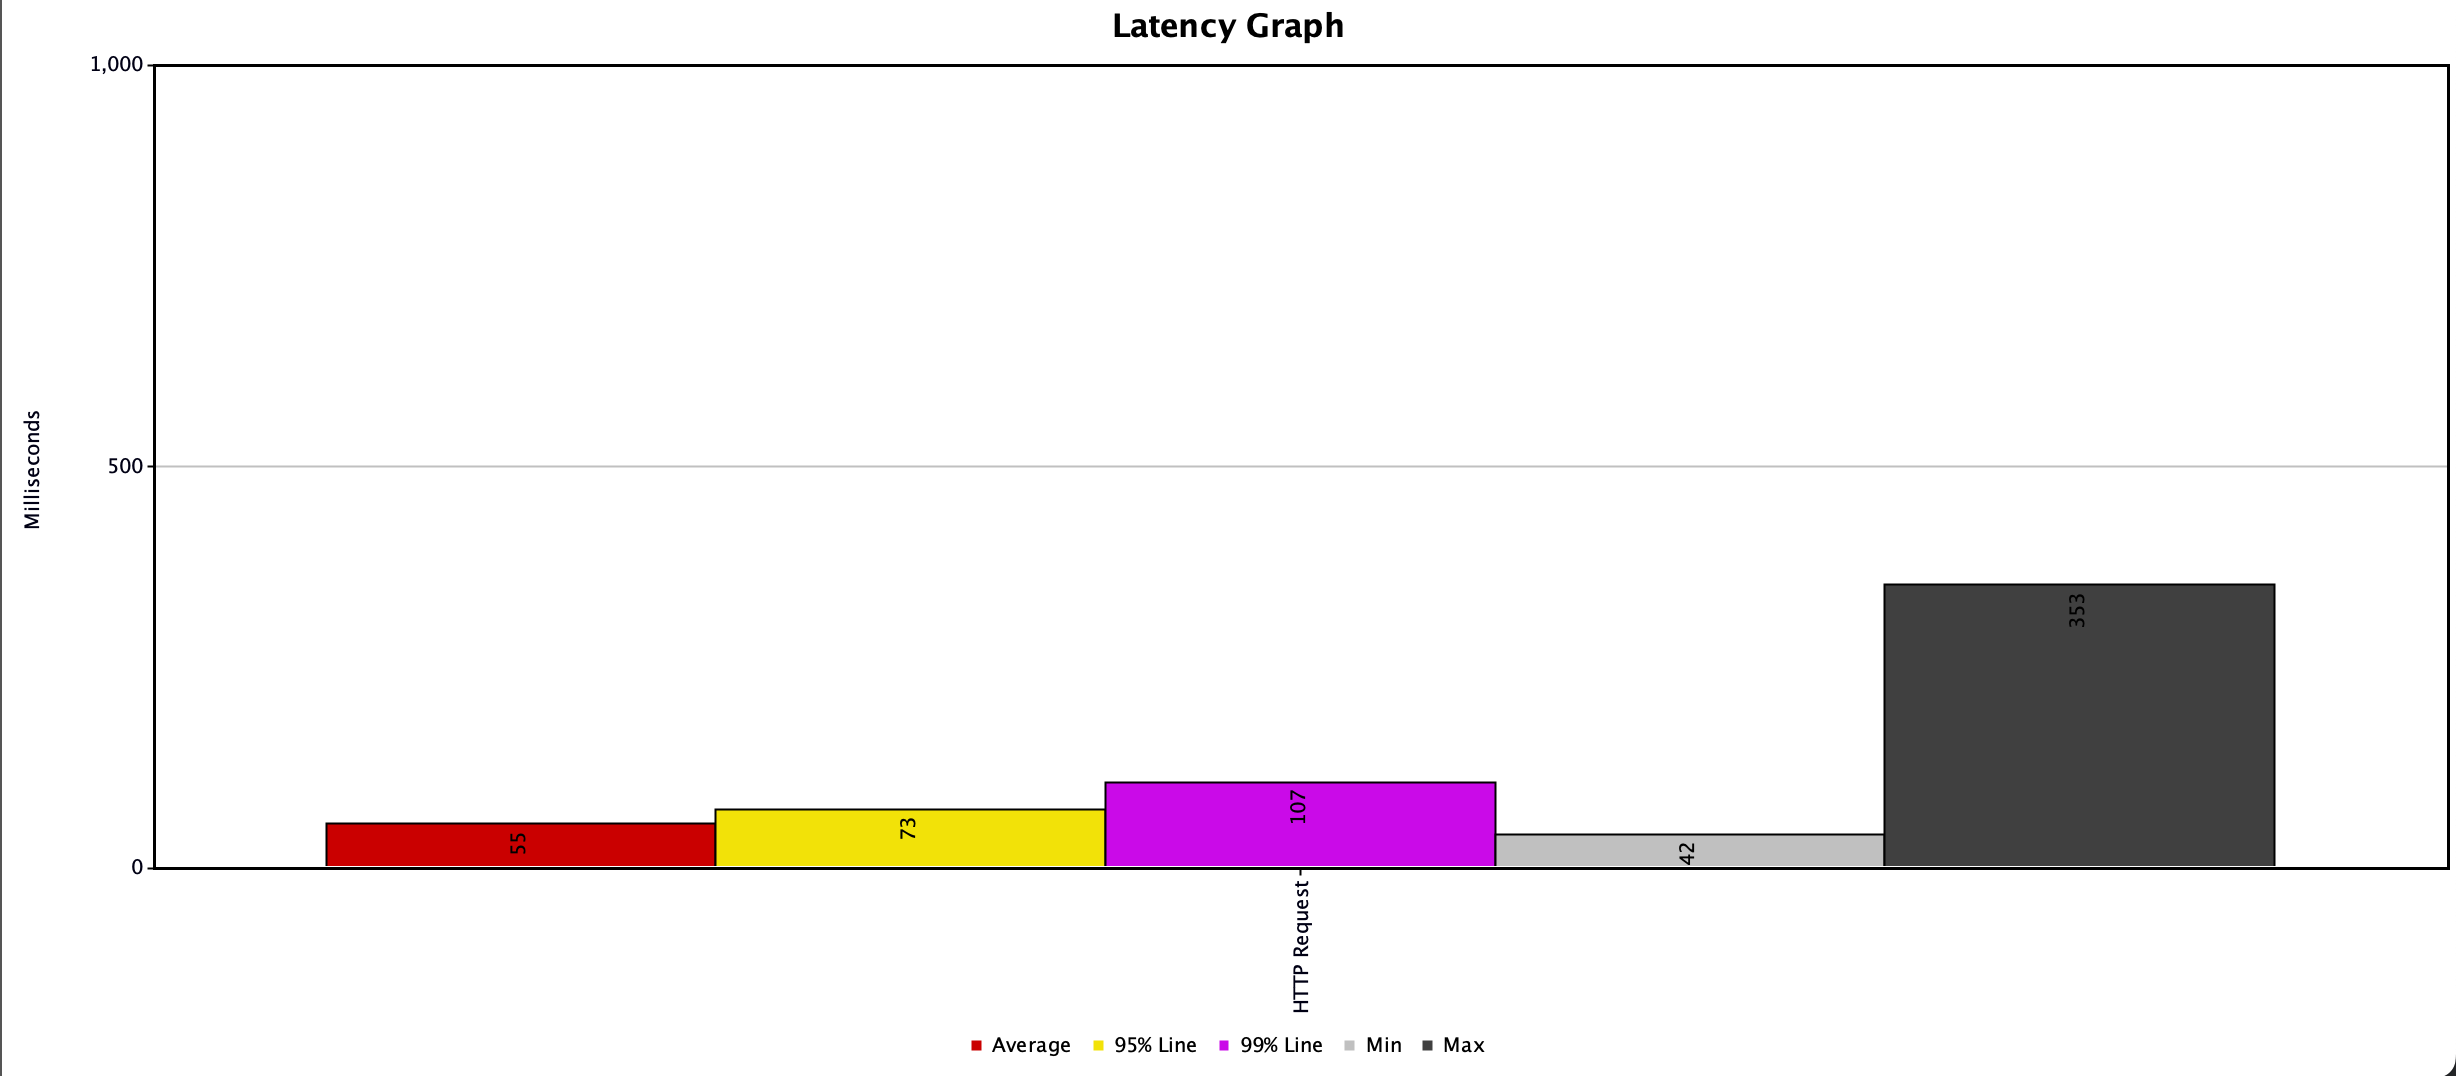 Latency Graph
1,000
500
0
Milliseconds
55
73
107
42
353
HTTP Request
Average 95% Line 99% Line Min Max